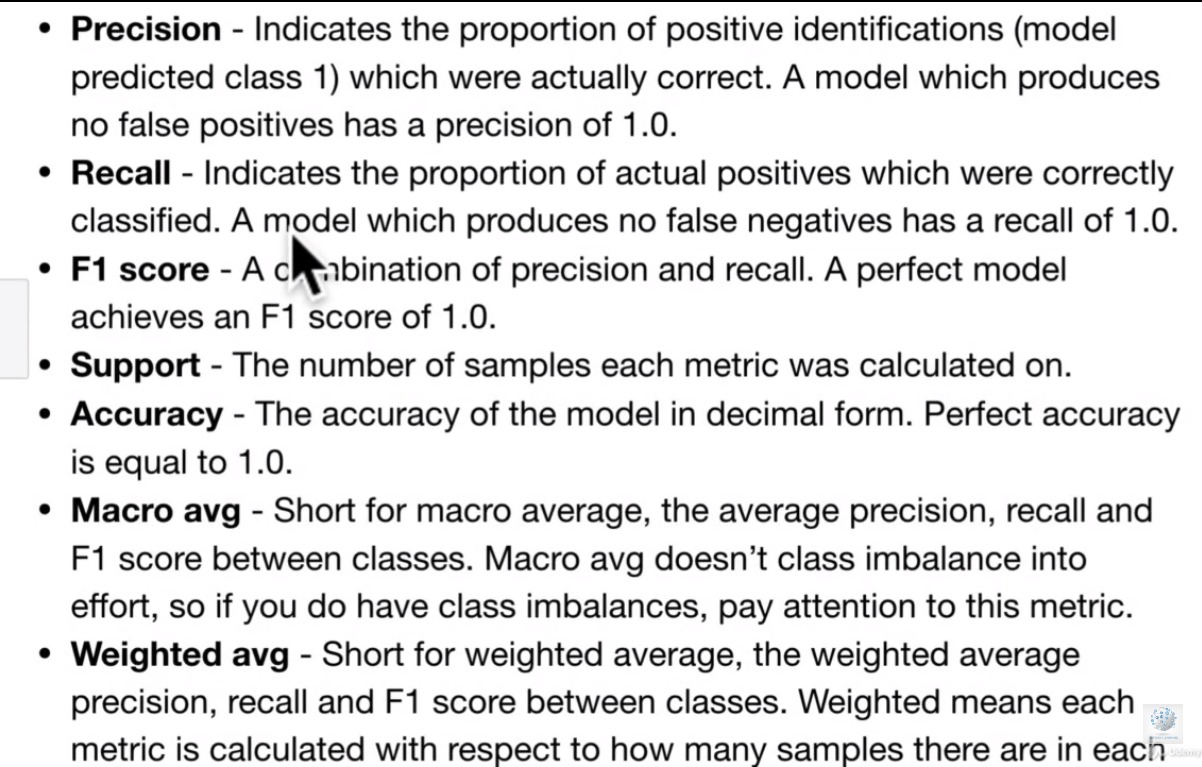 • Precision - Indicates the proportion of positive identifications (model
predicted class 1) which were actually correct. A model which produces
no false positives has a precision of 1.0.
• Recall - Indicates the proportion of actual positives which were correctly
classified. A model which produces no false negatives has a recall of 1.0.
• F1 score - A combination of precision and recall. A perfect model
achieves an F1 score of 1.0.
• Support - The number of samples each metric was calculated on.
• Accuracy - The accuracy of the model in decimal form. Perfect accuracy
is equal to 1.0.
• Macro avg - Short for macro average, the average precision, recall and
F1 score between classes. Macro avg doesn’t class imbalance into
effort, so if you do have class imbalances, pay attention to this metric.
• Weighted avg - Short for weighted average, the weighted average
precision, recall and F1 score between classes. Weighted means each
metric is calculated with respect to how many samples there are in each